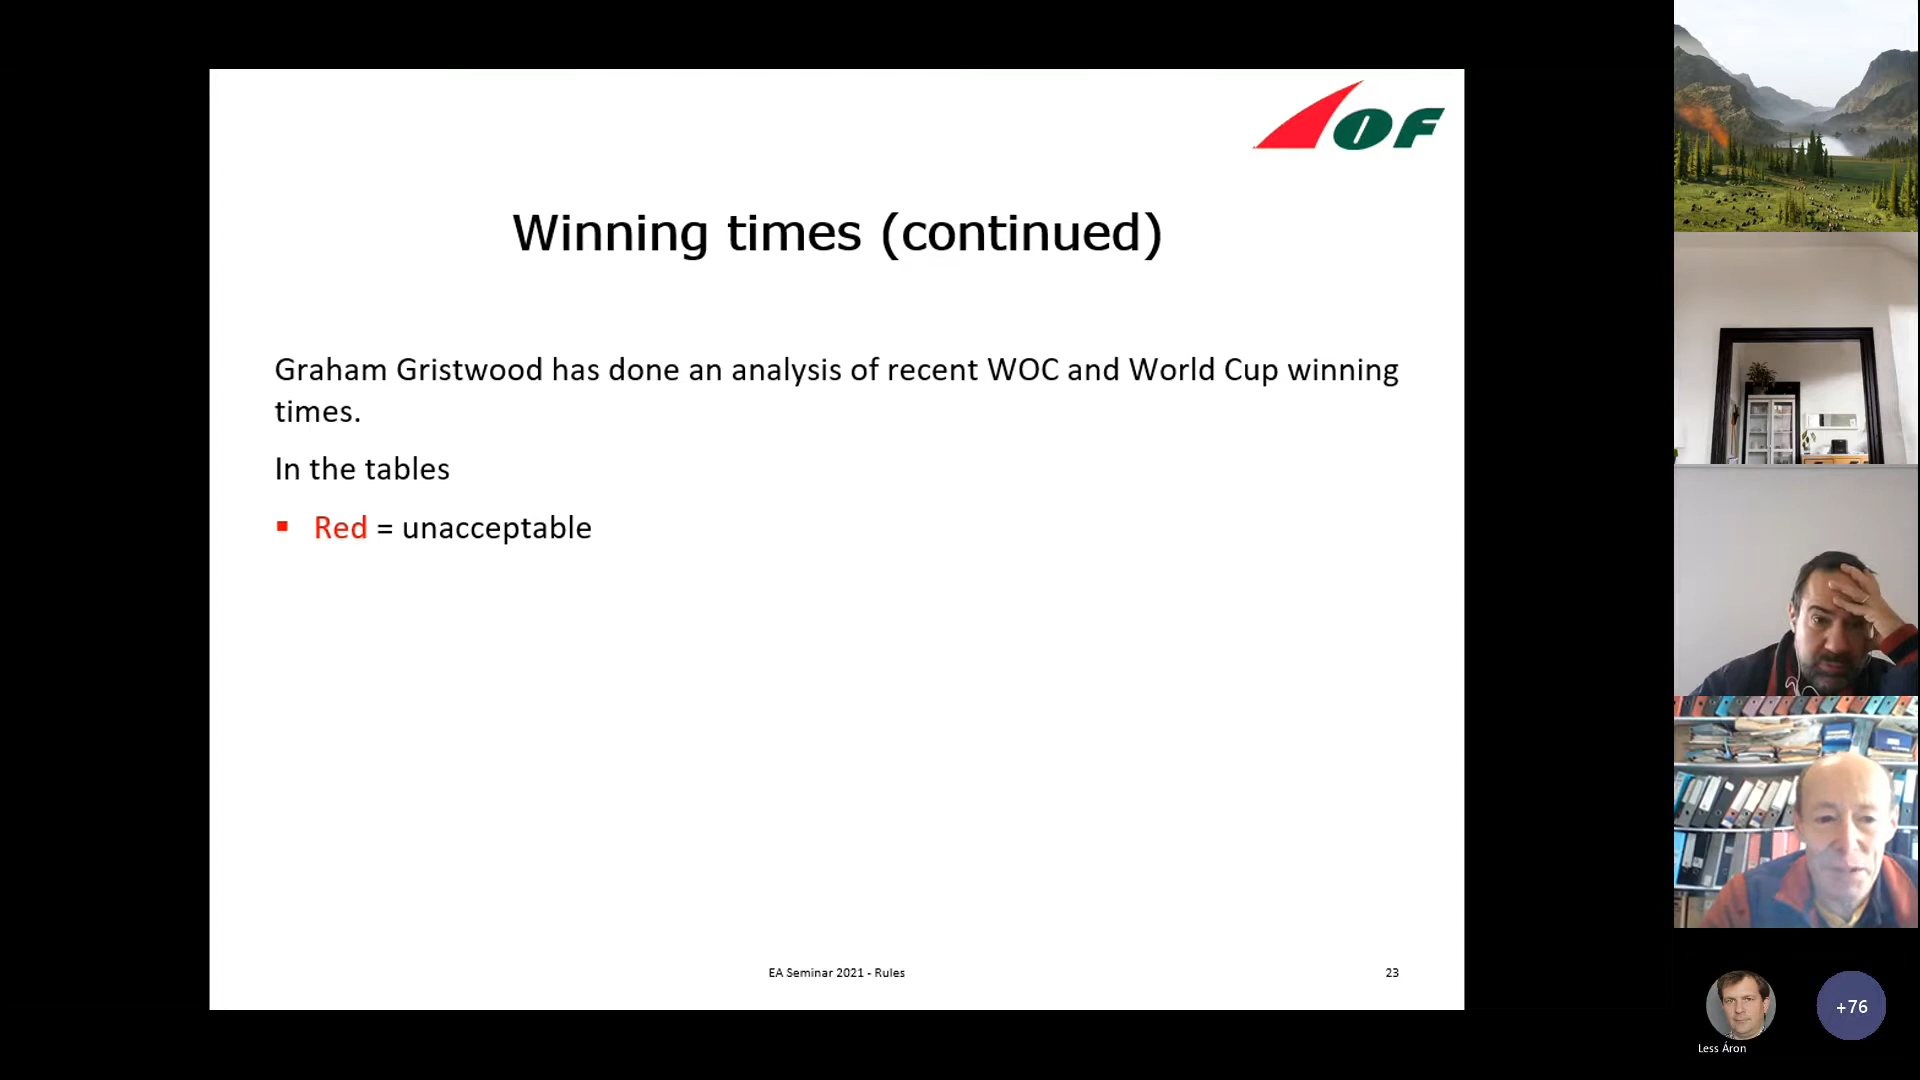 IOF
Winning times (continued)
Graham Gristwood has done an analysis of recent WOC and World Cup winning
times.
In the tables
Red = unacceptable
EA Seminar 2021 - Rules
23
+76
Less Áron